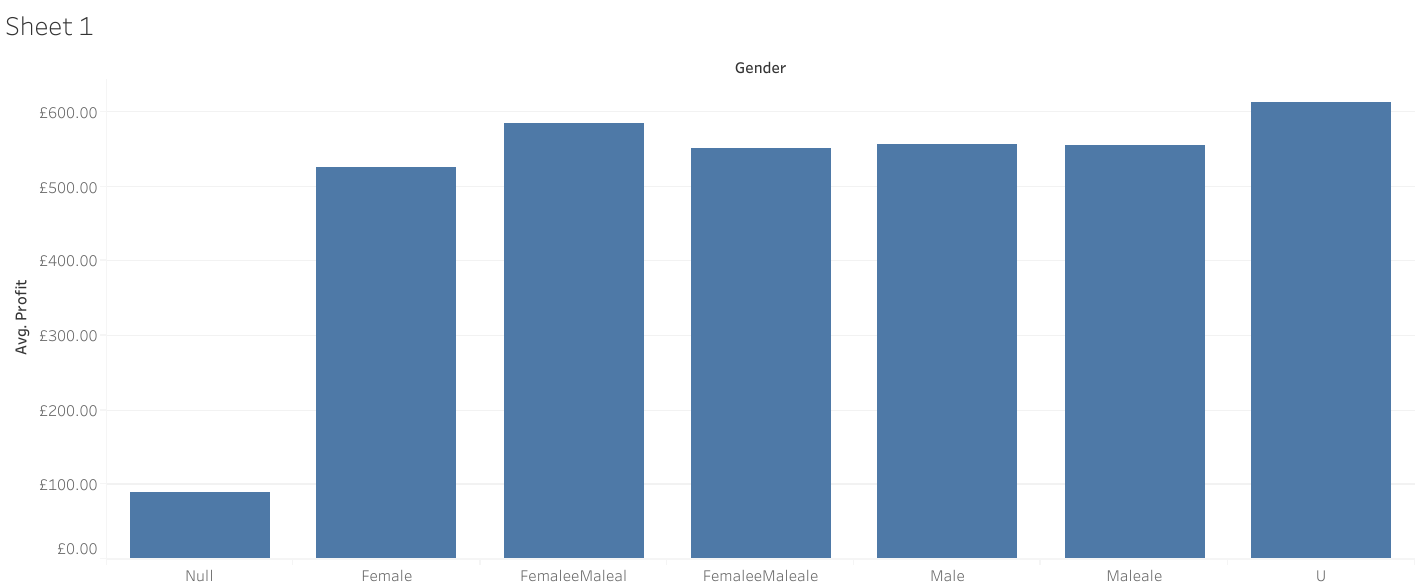 Sheet 1
Gender
£600.00
£500.00
£400.00
£300.00
£200.00
£100.00
£0.00
Avg. Profit
Null Female FemaleeMaleal FemaleeMaleale Male Maleale U